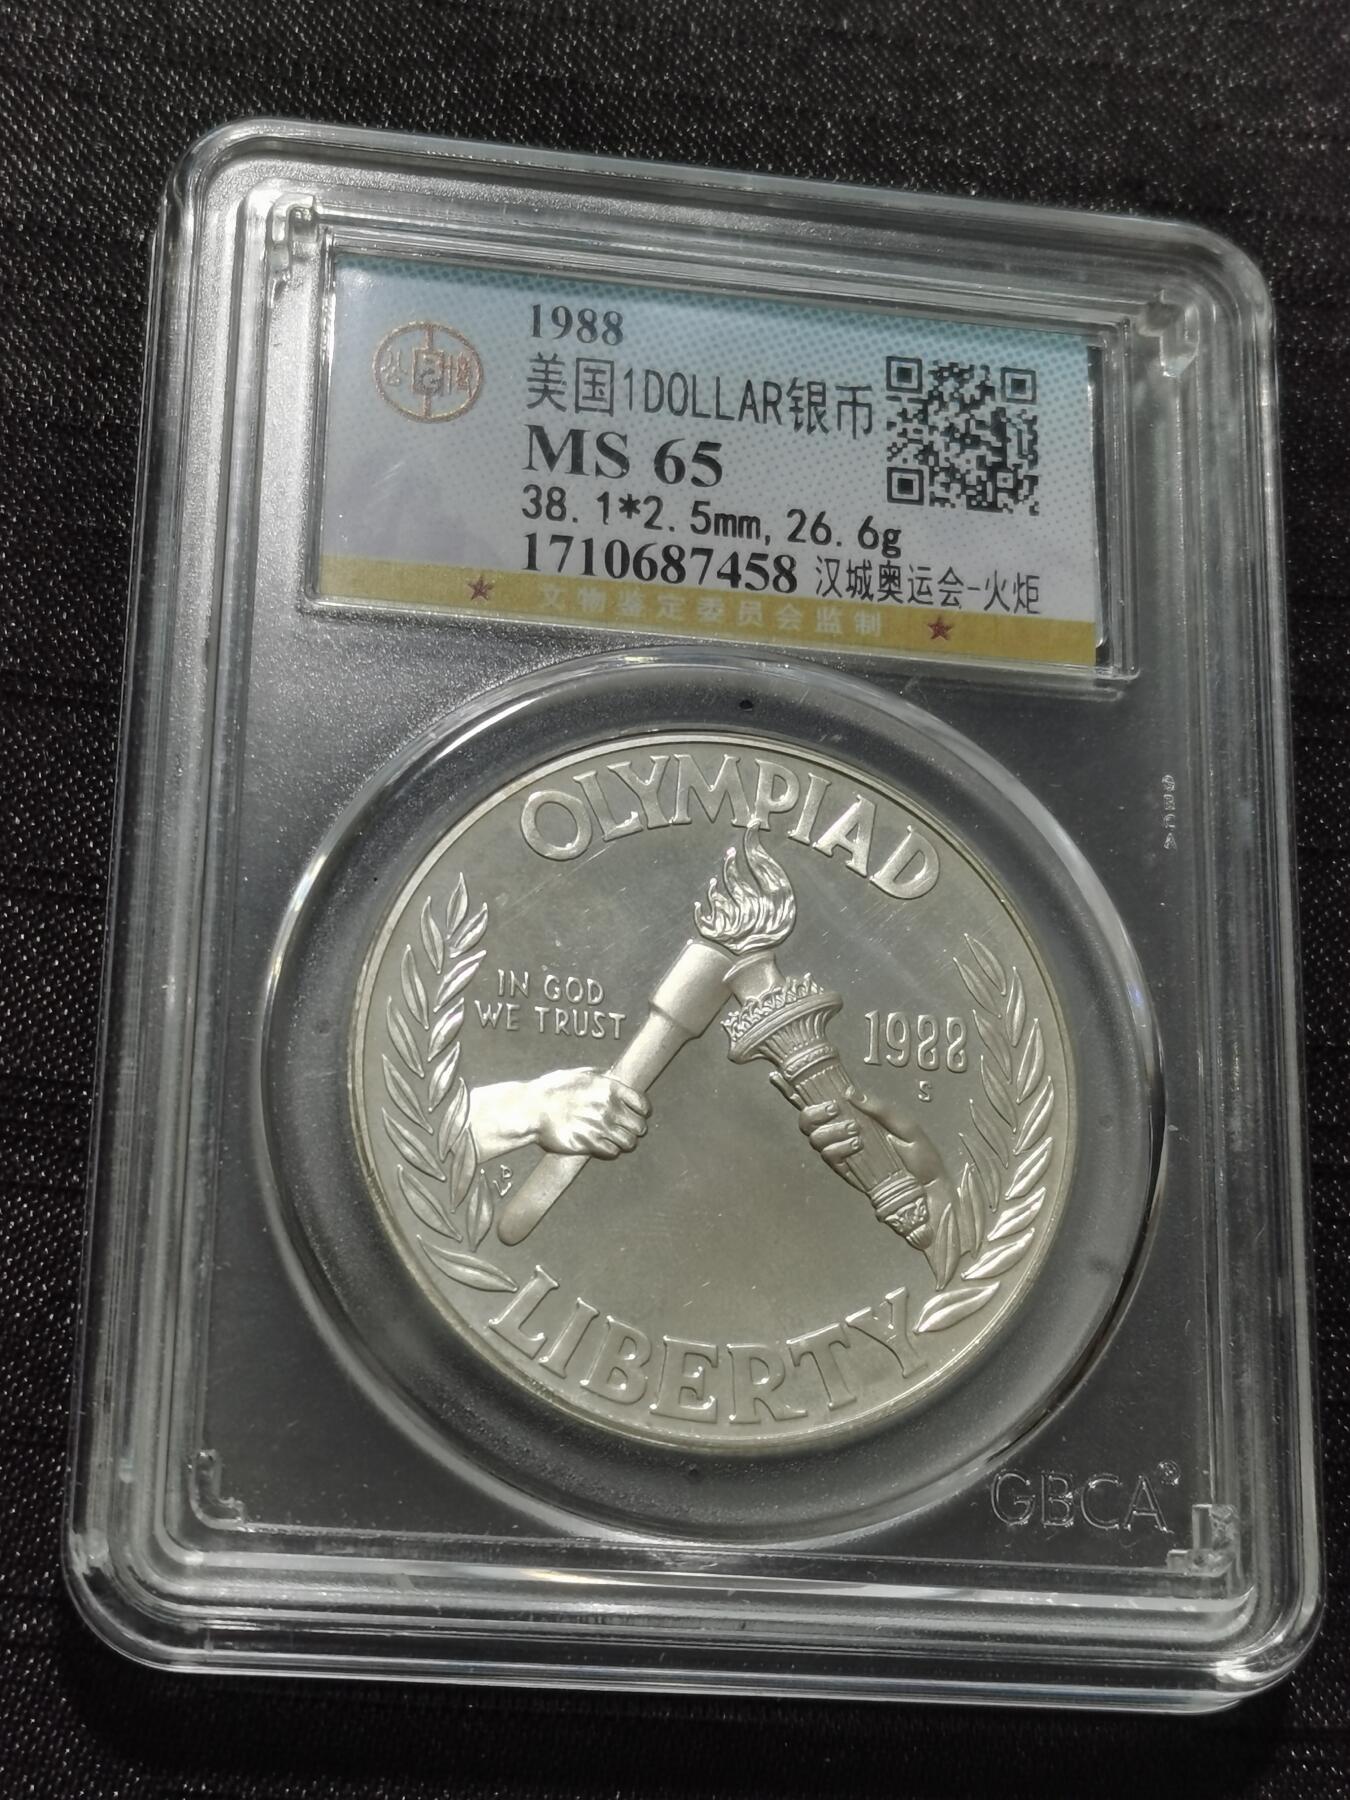 1988
美国1DOLLAR银币
MS 65
38.1*2.5mm,26.6g
1710687458 汉城奥运会-火炬
文物鉴定委员会监制
OLYMPIAD
IN GOD
WE TRUST
1988
S
LIBERTY
GBCA®